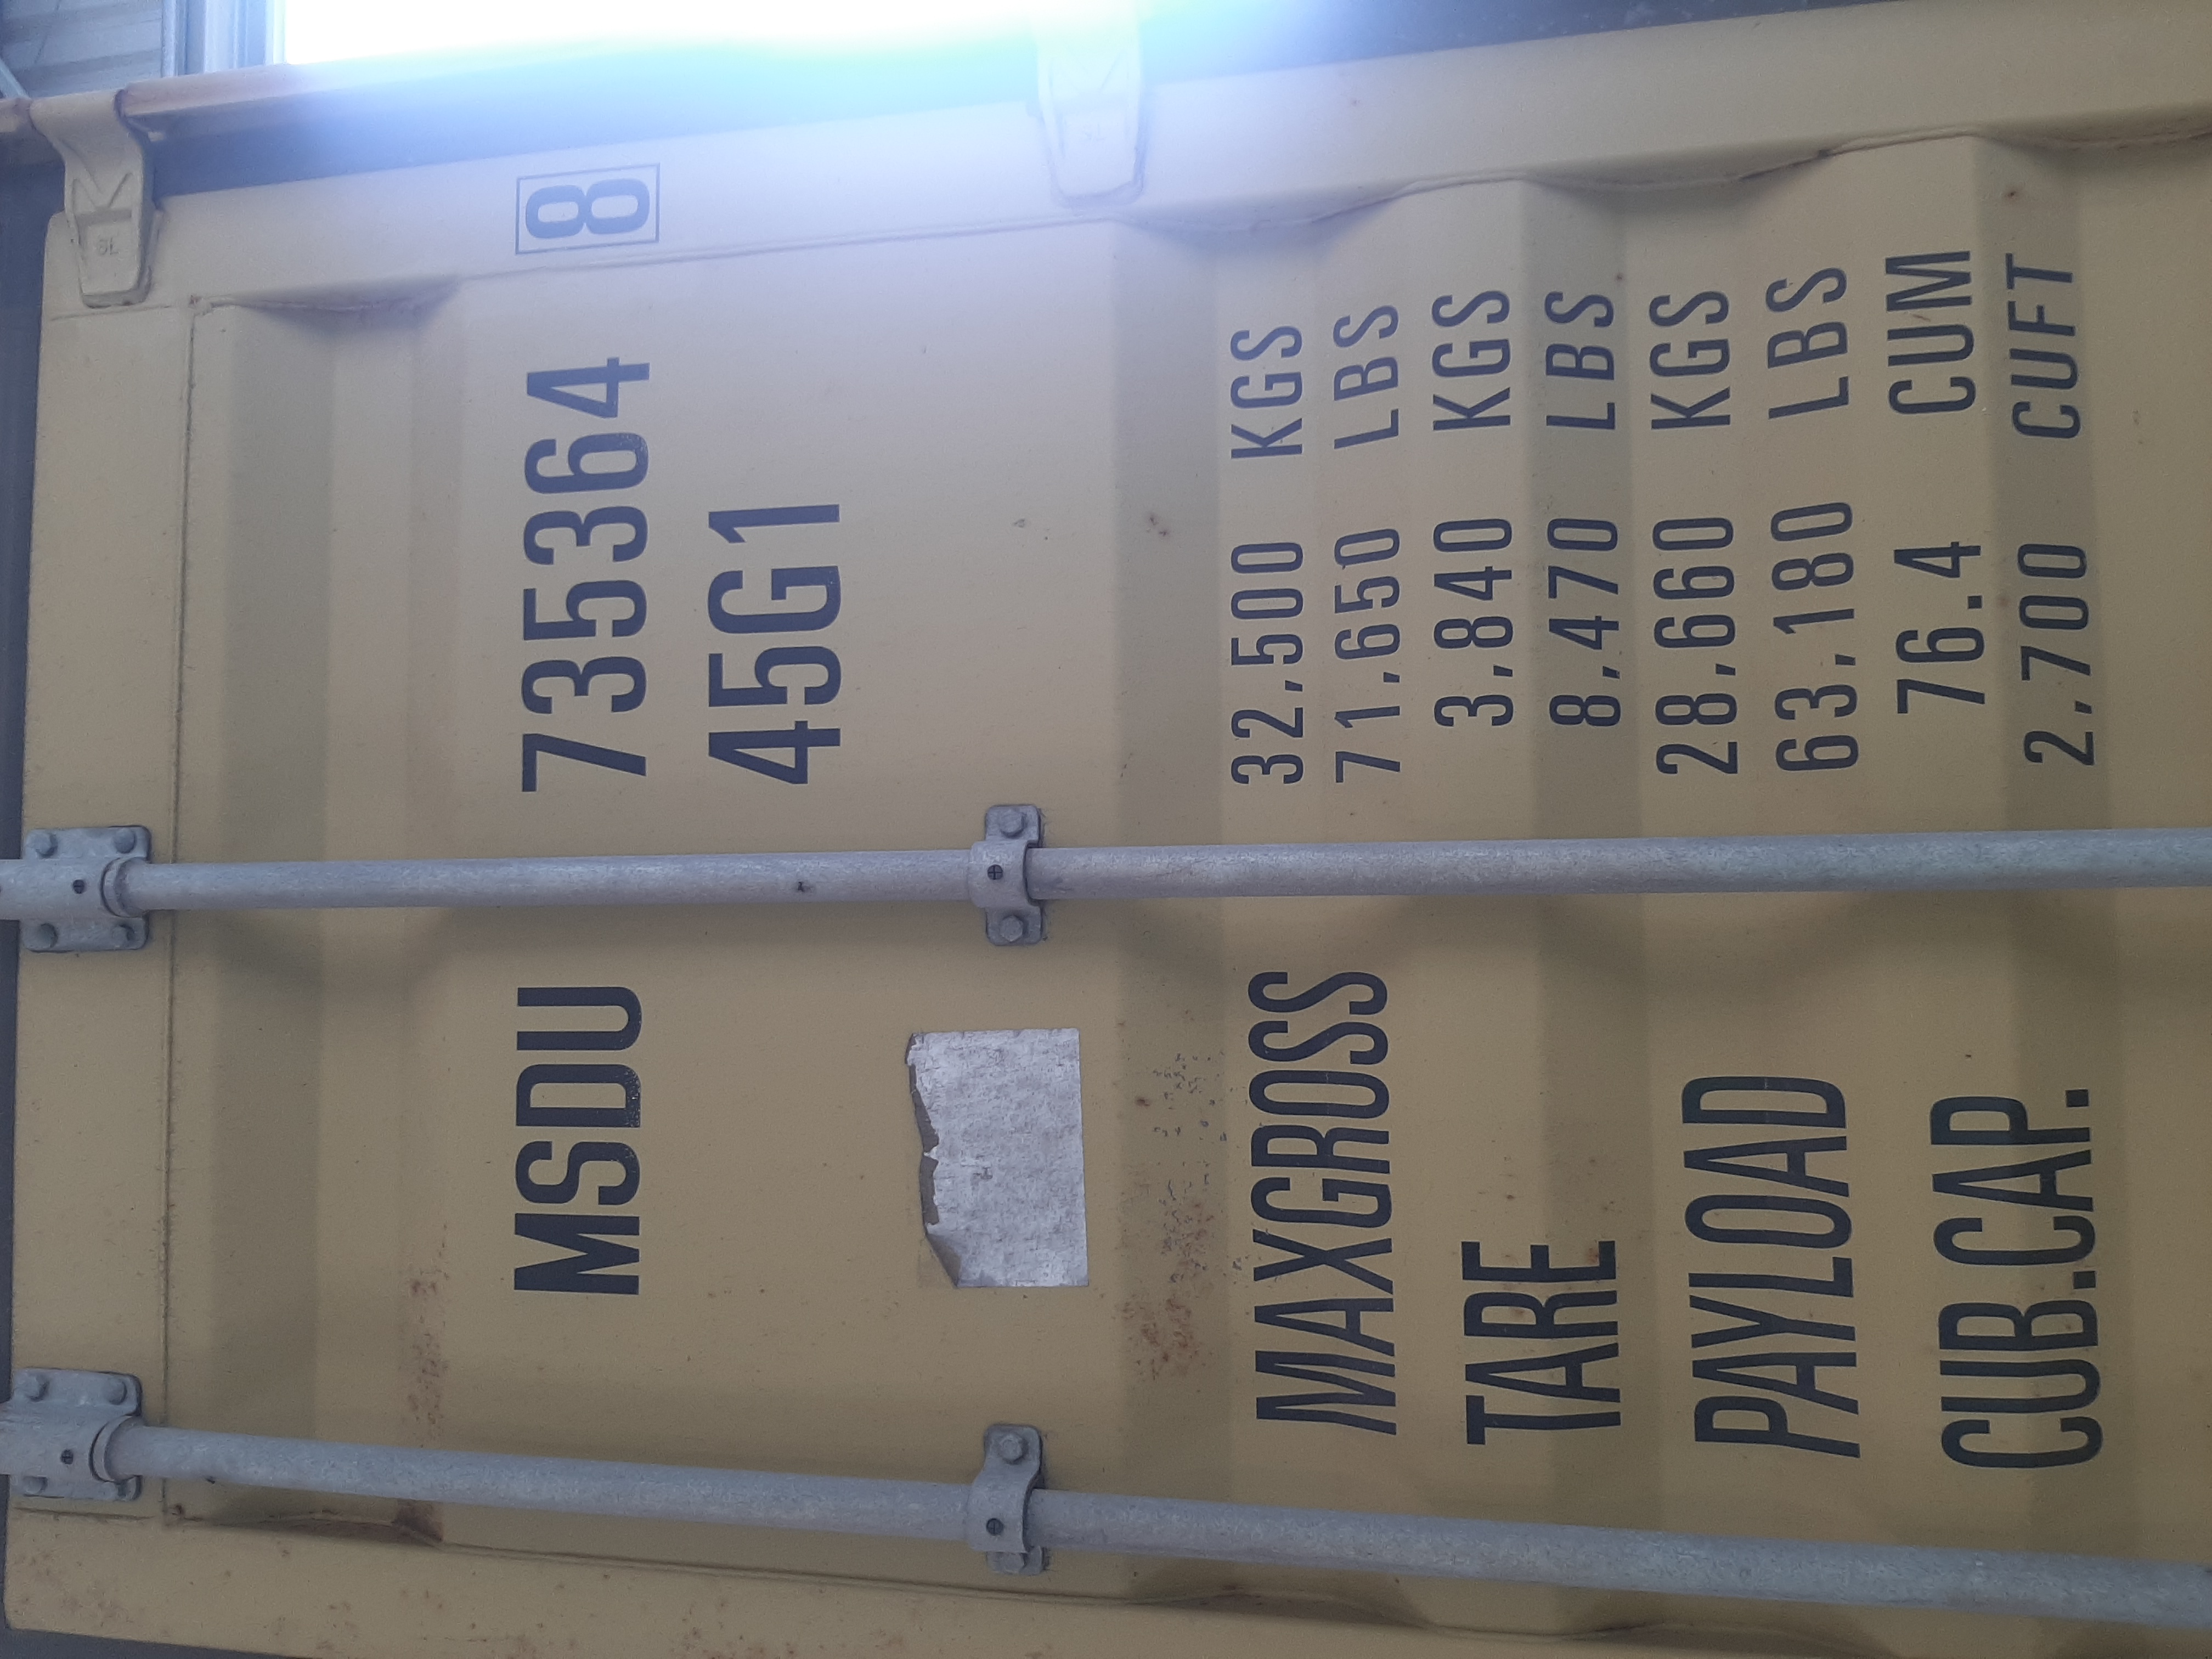 MSDU 735364 8
45G1
MAXGROSS 32,500 KGS
71,650 LBS
TARE 3,840 KGS
8,470 LBS
PAYLOAD 28,660 KGS
63,180 LBS
CUB.CAP. 76.4 CUM
2,700 CUFT